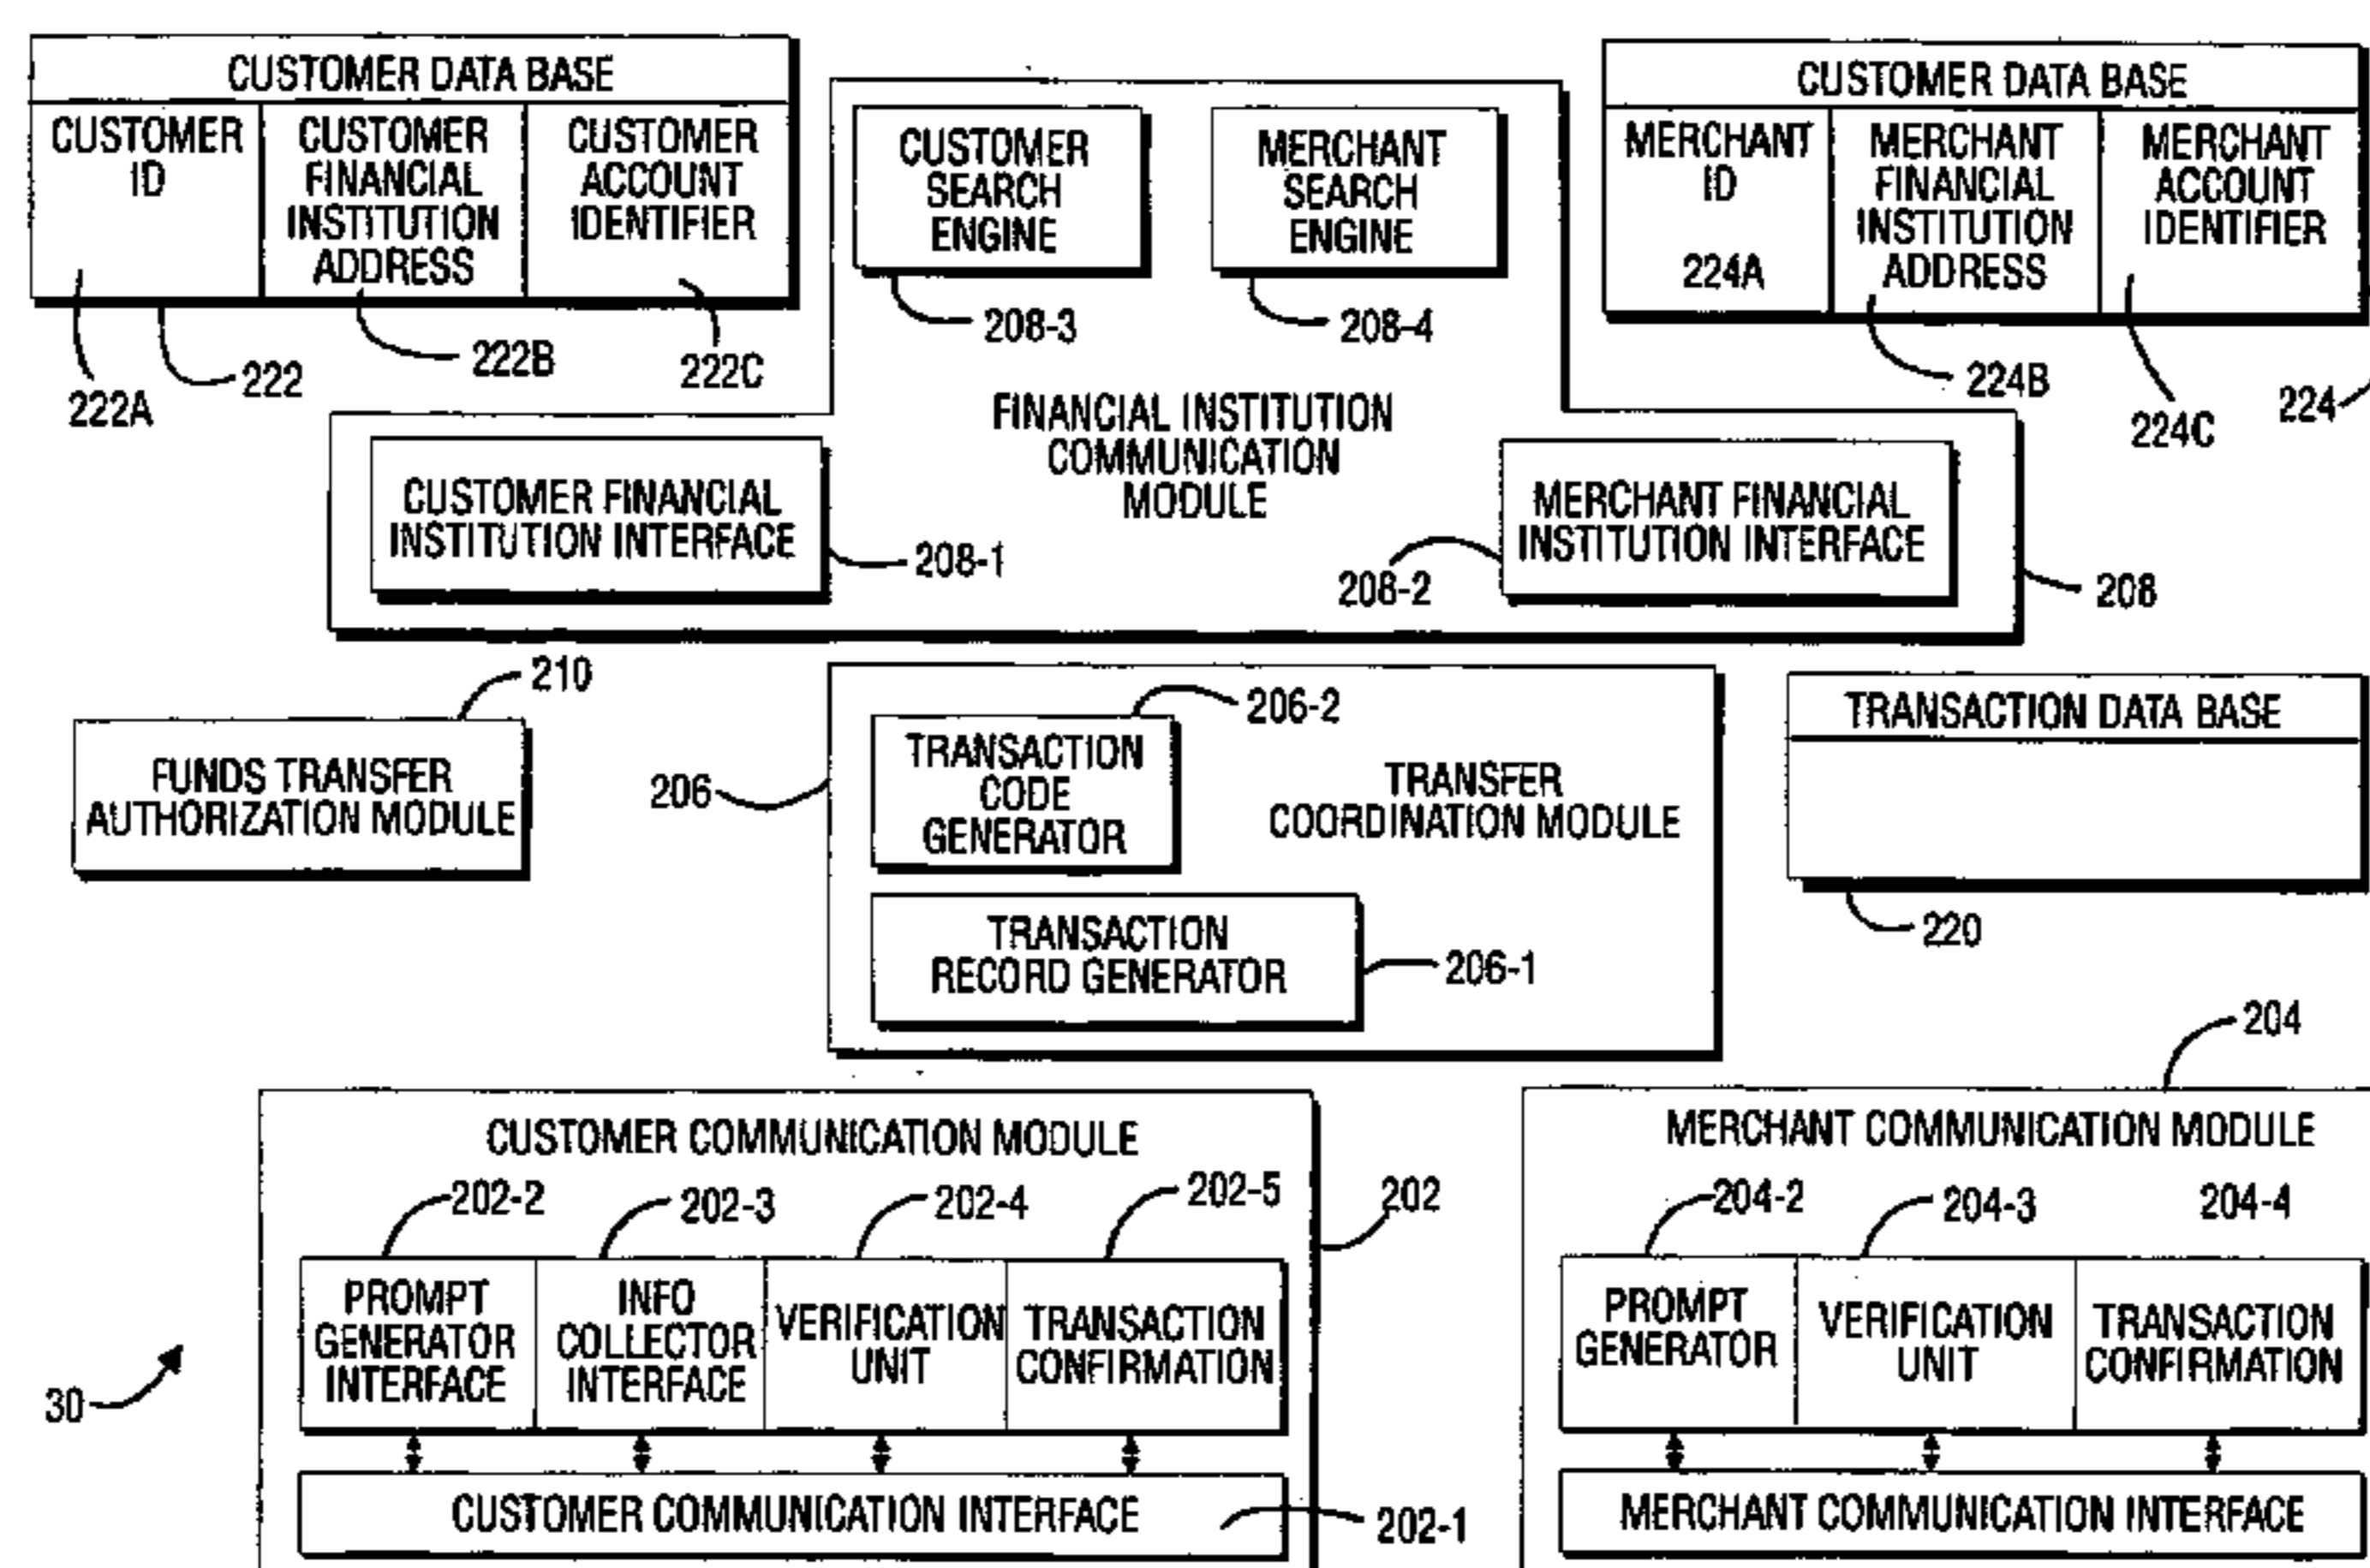 CUSTOMER DATA BASE
CUSTOMER
ID
CUSTOMER
FINANCIAL
INSTITUTION
ADDRESS
CUSTOMER
ACCOUNT
IDENTIFIER
222A
222
222B
222C
CUSTOMER
SEARCH
ENGINE
208-3
MERCHANT
SEARCH
ENGINE
208-4
CUSTOMER DATA BASE
MERCHANT
ID
224A
MERCHANT
FINANCIAL
INSTITUTION
ADDRESS
MERCHANT
ACCOUNT
IDENTIFIER
224B
224C
224
FINANCIAL INSTITUTION
COMMUNICATION
MODULE
CUSTOMER FINANCIAL
INSTITUTION INTERFACE
208-1
208-2
MERCHANT FINANCIAL
INSTITUTION INTERFACE
208
210
FUNDS TRANSFER
AUTHORIZATION MODULE
206
206-2
TRANSACTION
CODE
GENERATOR
TRANSFER
COORDINATION MODULE
TRANSACTION
RECORD GENERATOR
206-1
TRANSACTION DATA BASE
220
204
CUSTOMER COMMUNICATION MODULE
202-2
202-3
202-4
202-5
202
PROMPT
GENERATOR
INTERFACE
INFO
COLLECTOR
INTERFACE
VERIFICATION
UNIT
TRANSACTION
CONFIRMATION
CUSTOMER COMMUNICATION INTERFACE
202-1
30
MERCHANT COMMUNICATION MODULE
204-2
204-3
204-4
PROMPT
GENERATOR
VERIFICATION
UNIT
TRANSACTION
CONFIRMATION
MERCHANT COMMUNICATION INTERFACE